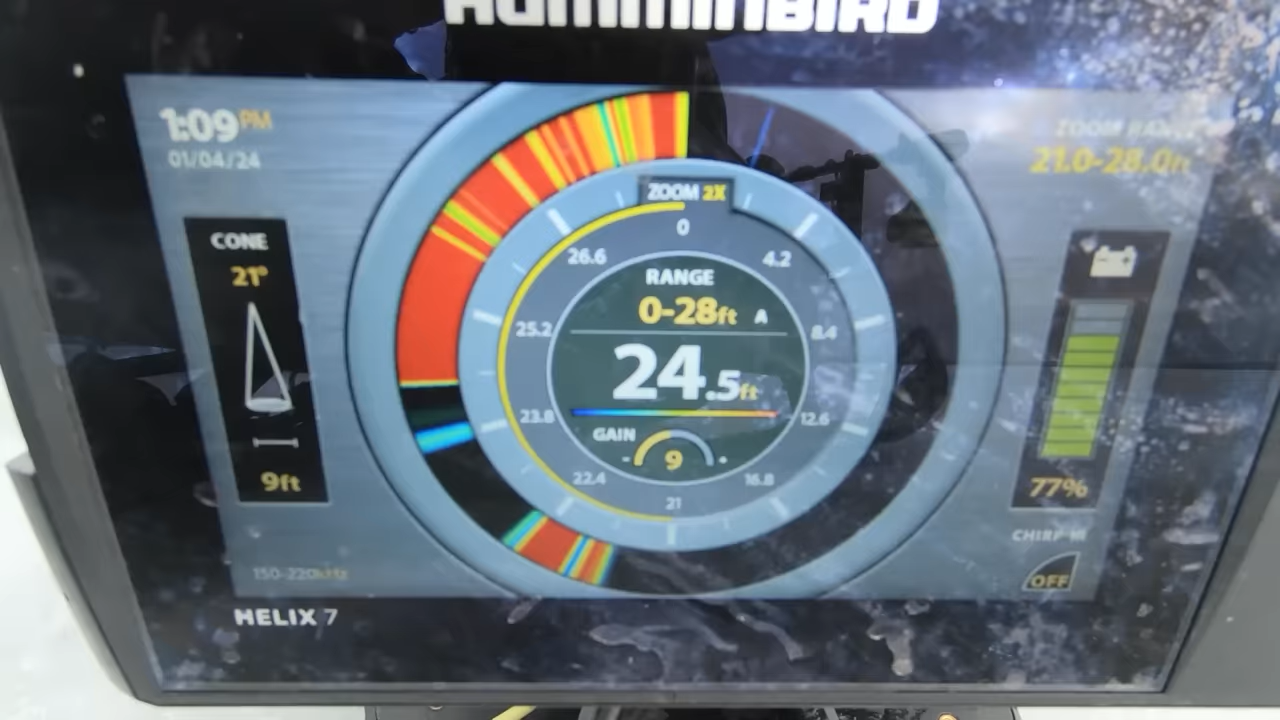 HUMMINBIRD
1:09PM
01/04/24
ZOOM RANGE
21.0-28.0ft
CONE
21°
9ft
ZOOM 2X
0
26.6
4.2
25.2
8.4
23.8
12.6
22.4
16.8
21
RANGE
0-28ft A
24.5ft
GAIN
- 9 +
77%
CHIRP
OFF
150-220kHz
HELIX 7